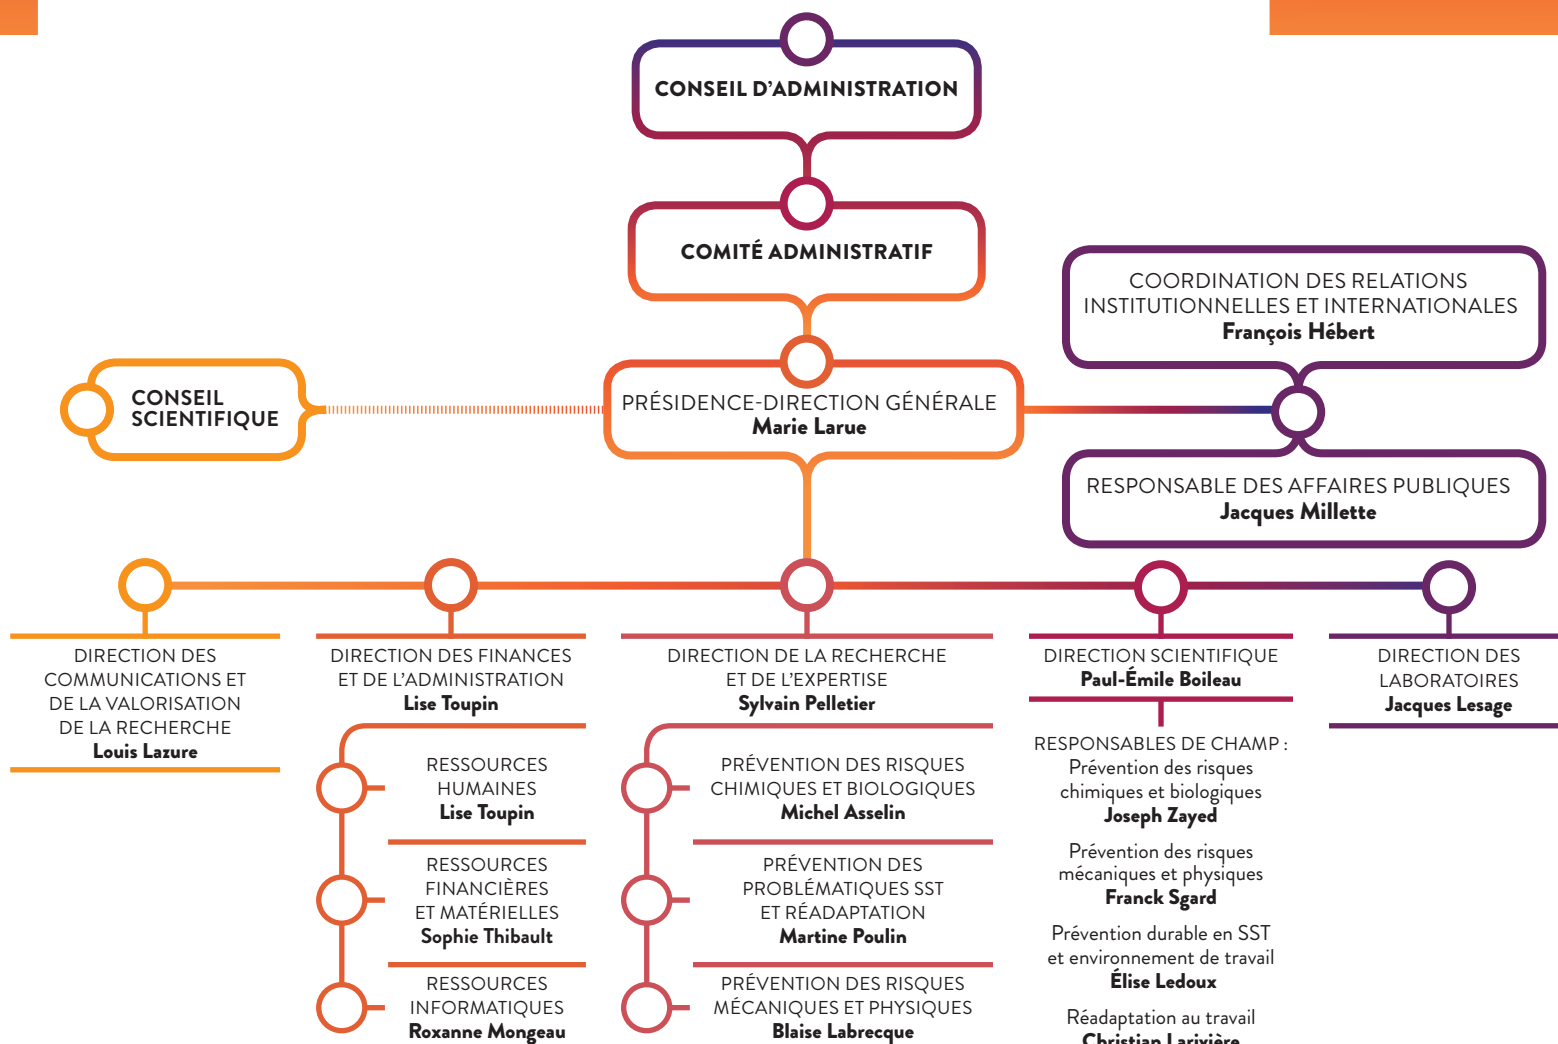 CONSEIL D'ADMINISTRATION
COMITÉ ADMINISTRATIF
COORDINATION DES RELATIONS
INSTITUTIONNELLES ET INTERNATIONALES
François Hébert
CONSEIL
SCIENTIFIQUE
PRÉSIDENCE-DIRECTION GÉNÉRALE
Marie Larue
RESPONSABLE DES AFFAIRES PUBLIQUES
Jacques Millette
DIRECTION DES
COMMUNICATIONS ET
DE LA VALORISATION
DE LA RECHERCHE
Louis Lazure
DIRECTION DES FINANCES
ET DE L'ADMINISTRATION
Lise Toupin
RESSOURCES
HUMAINES
Lise Toupin
RESSOURCES
FINANCIÈRES
ET MATÉRIELLES
Sophie Thibault
RESSOURCES
INFORMATIQUES
Roxanne Mongeau
DIRECTION DE LA RECHERCHE
ET DE L'EXPERTISE
Sylvain Pelletier
PRÉVENTION DES RISQUES
CHIMIQUES ET BIOLOGIQUES
Michel Asselin
PRÉVENTION DES
PROBLÉMATIQUES SST
ET RÉADAPTATION
Martine Poulin
PRÉVENTION DES RISQUES
MÉCANIQUES ET PHYSIQUES
Blaise Labrecque
DIRECTION SCIENTIFIQUE
Paul-Émile Boileau
RESPONSABLES DE CHAMP :
Prévention des risques
chimiques et biologiques
Joseph Zayed
Prévention des risques
mécaniques et physiques
Franck Sgard
Prévention durable en SST
et environnement de travail
Élise Ledoux
Réadaptation au travail
Christian Larivière
DIRECTION DES
LABORATOIRES
Jacques Lesage